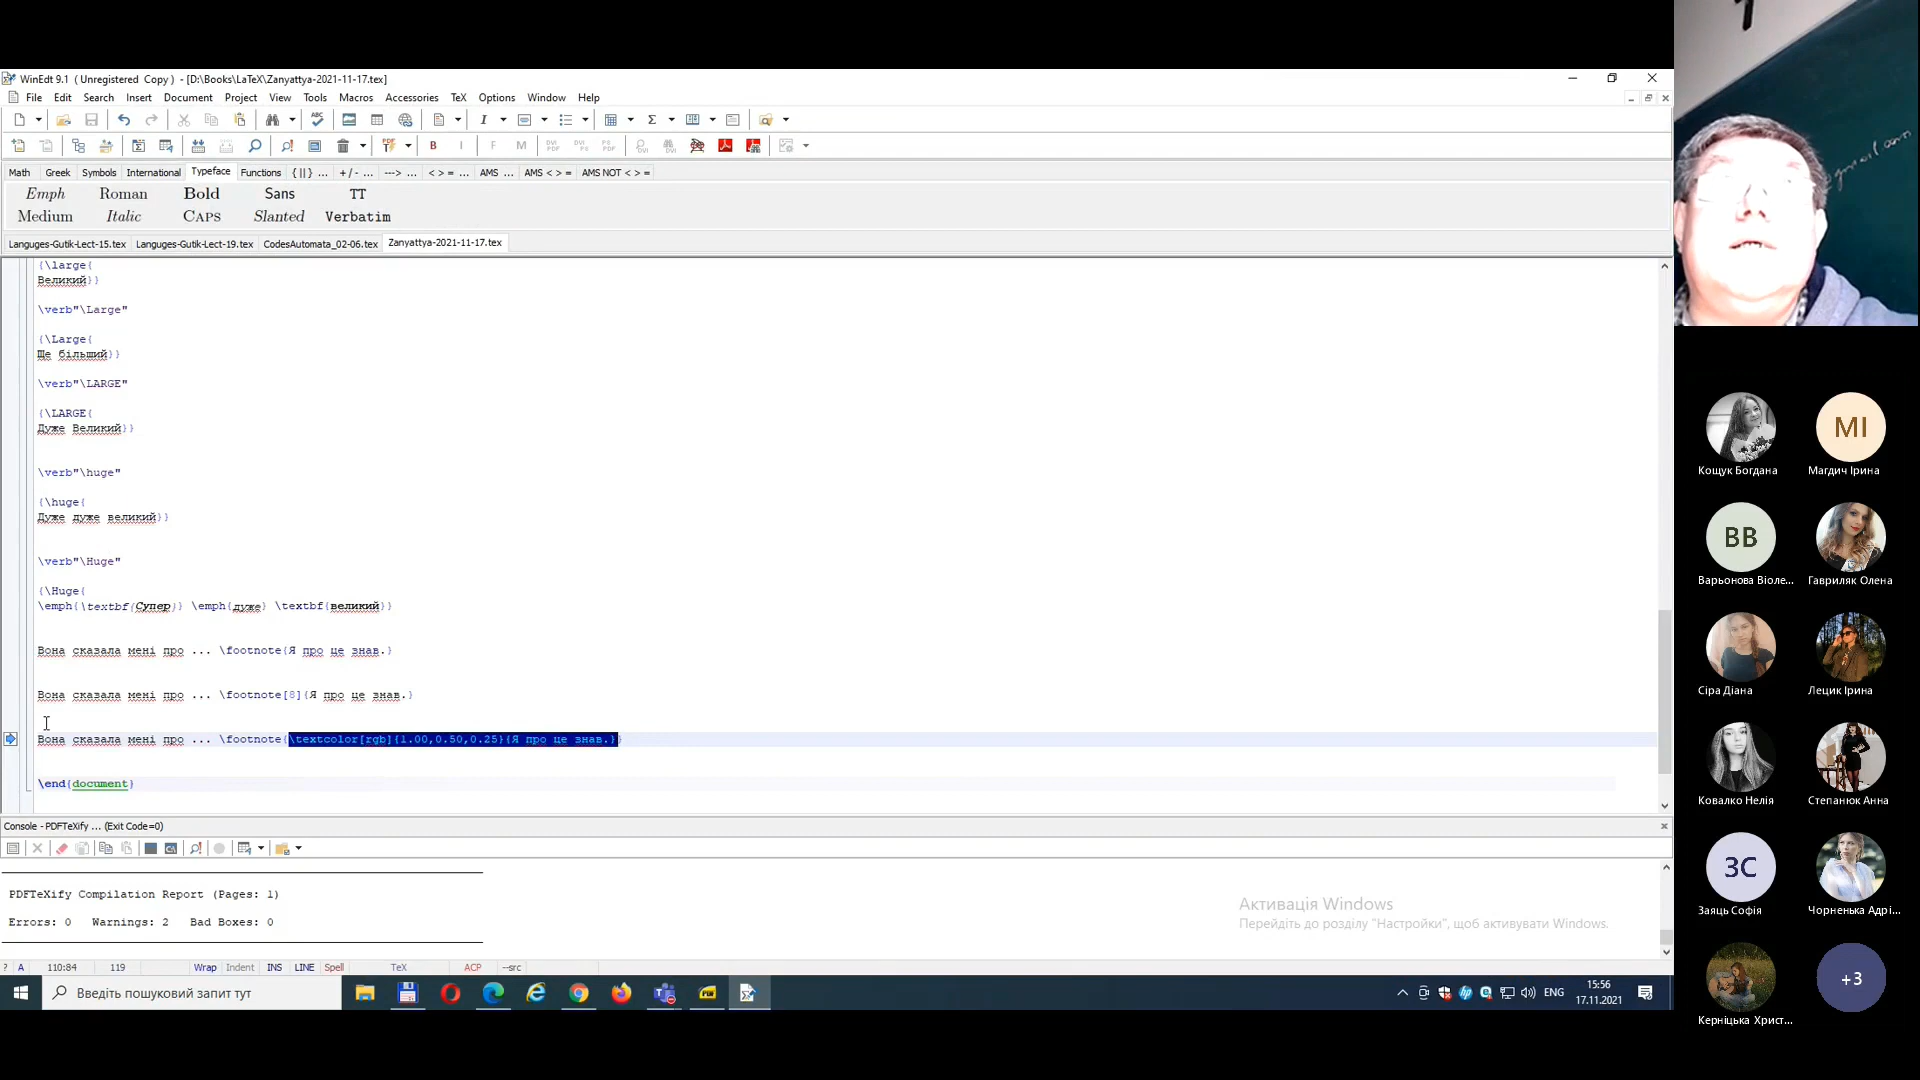 WinEdt 9.1 ( Unregistered Copy ) - [D:\Books\LaTeX\Zanyattya-2021-11-17.tex]
File Edit Search Insert Document Project View Tools Macros Accessories TeX Options Window Help
Math Greek Symbols International Typeface Functions { || } ... + / - ... ---> ... < > = ... AMS ... AMS < > = AMS NOT < > =
Emph Roman Bold Sans TT
Medium Italic CAPS Slanted Verbatim
Languges-Gutik-Lect-15.tex Languges-Gutik-Lect-19.tex CodesAutomata_02-06.tex Zanyattya-2021-11-17.tex
{\large{
Великий}}
\verb"\Large"
{\Large{
Ще більший}}
\verb"\LARGE"
{\LARGE{
Дуже Великий}}
\verb"\huge"
{\huge{
Дуже дуже великий}}
\verb"\Huge"
{\Huge{
\emph{\textbf{Супер}} \emph{дуже} \textbf{великий}}
Вона сказала мені про ... \footnote{Я про це знав.}
Вона сказала мені про ... \footnote[8]{Я про це знав.}
Вона сказала мені про ... \footnote{\textcolor[rgb]{1.00,0.50,0.25}{Я про це знав.}}
\end{document}
Console - PDFTeXify ... (Exit Code=0)
PDFTeXify Compilation Report (Pages: 1)
Errors: 0 Warnings: 2 Bad Boxes: 0
Активація Windows
Перейдіть до розділу "Настройки", щоб активувати Windows.
? A 110:84 119 Wrap Indent INS LINE Spell TeX ACP --src
Введіть пошуковий запит тут
ENG
15:56
17.11.2021
MI
Кощук Богдана Магдич Ірина
BB
Варьонова Віоле... Гавриляк Олена
Сіра Діана Лецик Ірина
Ковалко Нелія Степанюк Анна
ЗС
Заяць Софія Чорненька Адрі...
+3
Керніцька Христ...